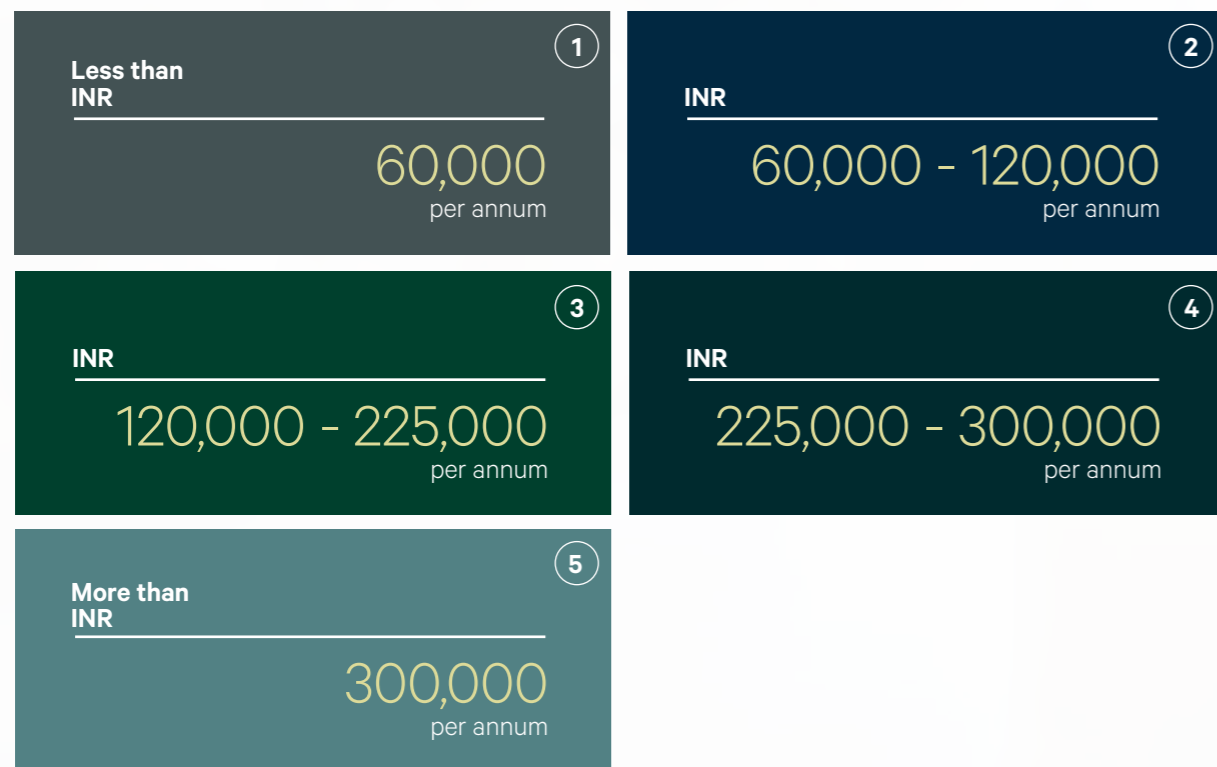 1
Less than
INR
60,000
per annum
2
INR
60,000 - 120,000
per annum
3
INR
120,000 - 225,000
per annum
4
INR
225,000 - 300,000
per annum
5
More than
INR
300,000
per annum